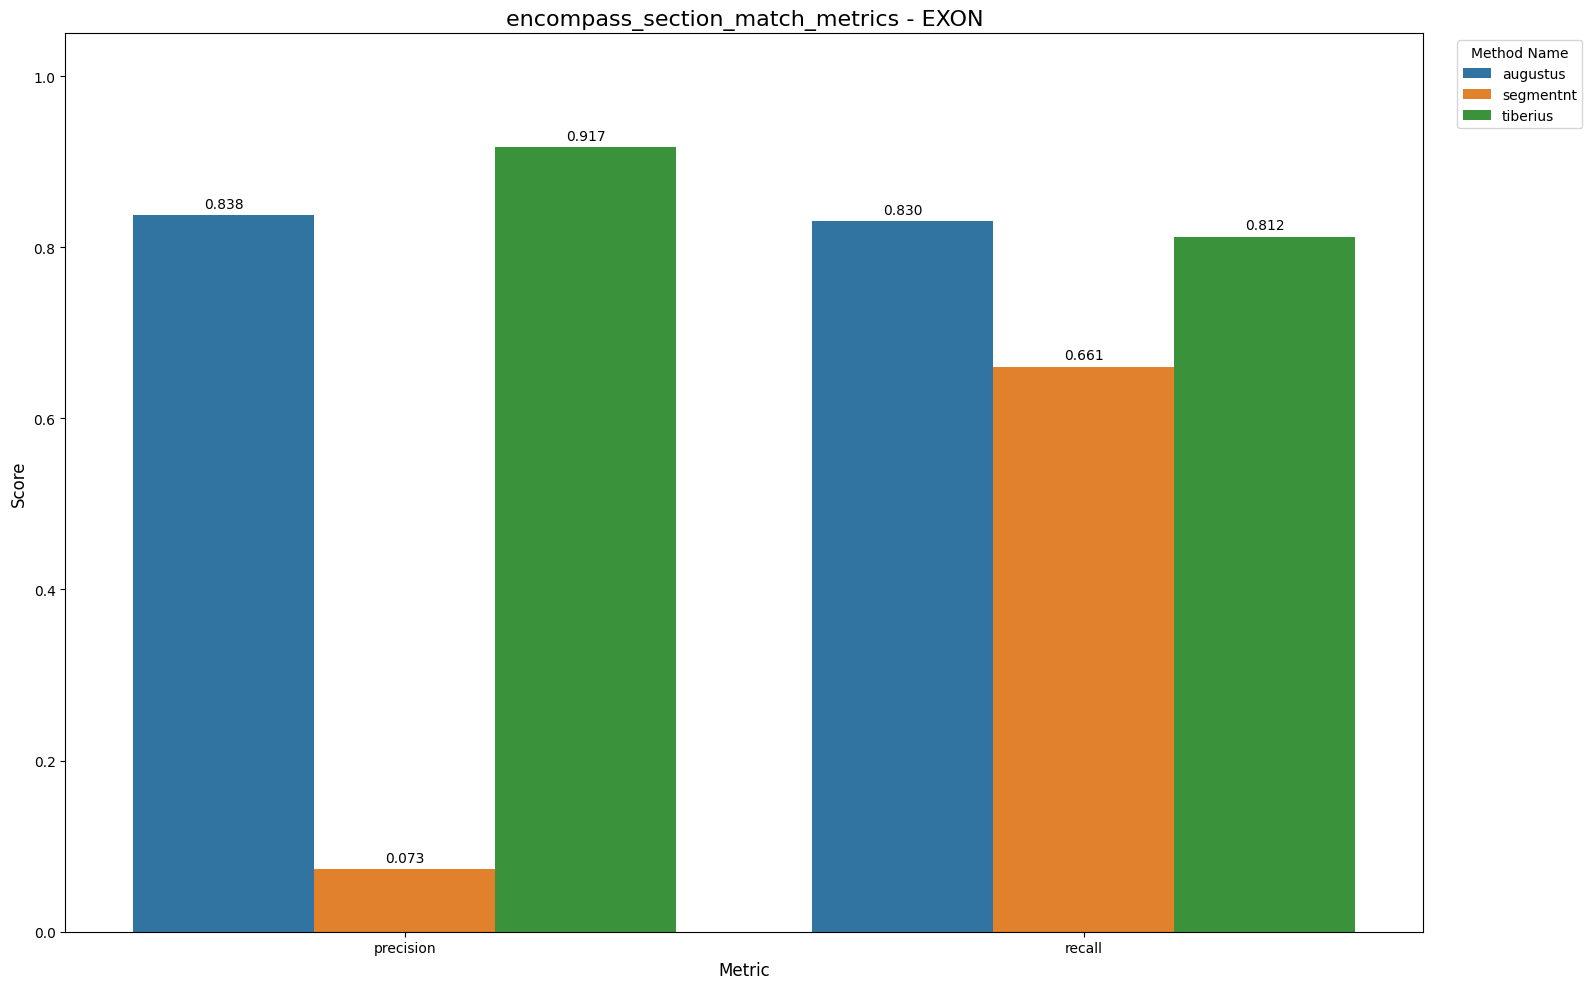 encompass_section_match_metrics - EXON
Method Name
augustus
segmentnt
tiberius
Score
1.0
0.8
0.6
0.4
0.2
0.0
0.838
0.073
0.917
0.830
0.661
0.812
precision
recall
Metric